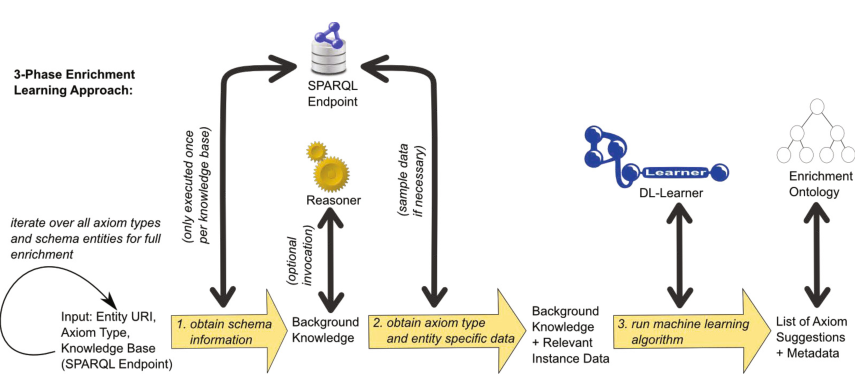 3-Phase Enrichment
Learning Approach:
SPARQL
Endpoint
(only executed once
per knowledge base)
Reasoner
(optional
invocation)
(sample data
if necessary)
Learner
DL-Learner
Enrichment
Ontology
iterate over all axiom types
and schema entities for full
enrichment
Input: Entity URI,
Axiom Type,
Knowledge Base
(SPARQL Endpoint)
1. obtain schema
information
Background
Knowledge
2. obtain axiom type
and entity specific data
Background
Knowledge
+ Relevant
Instance Data
3. run machine learning
algorithm
List of Axiom
Suggestions
+ Metadata